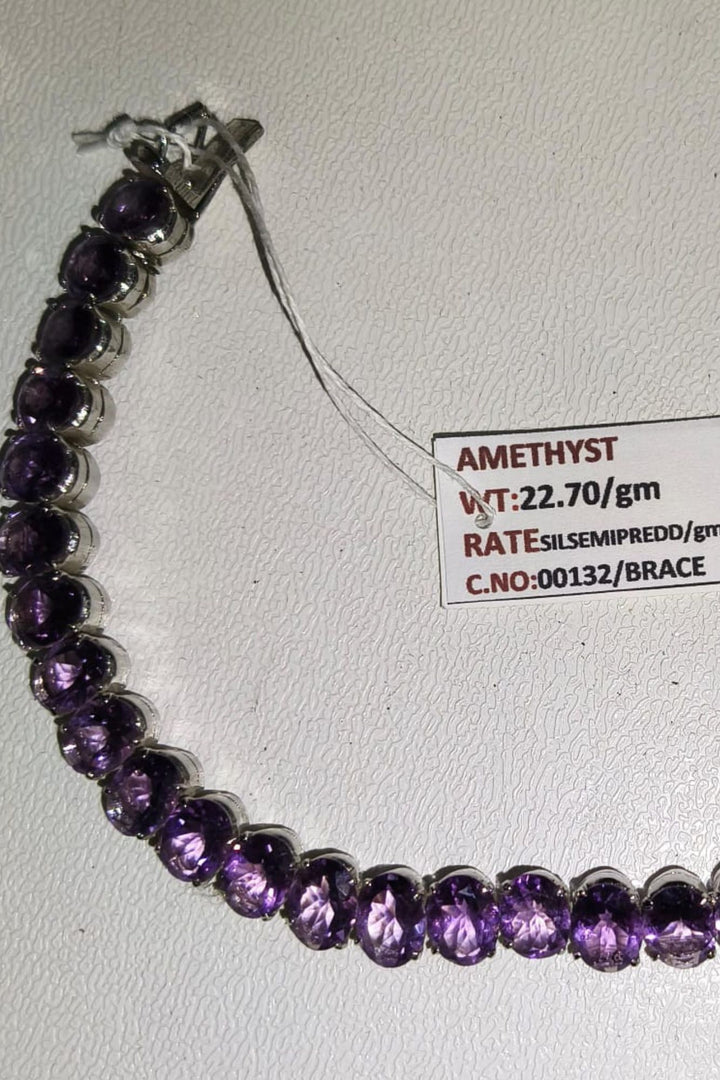 AMETHYST
WT:22.70/gm
RATESILSEMIPREDD/gm
C.NO:00132/BRACE